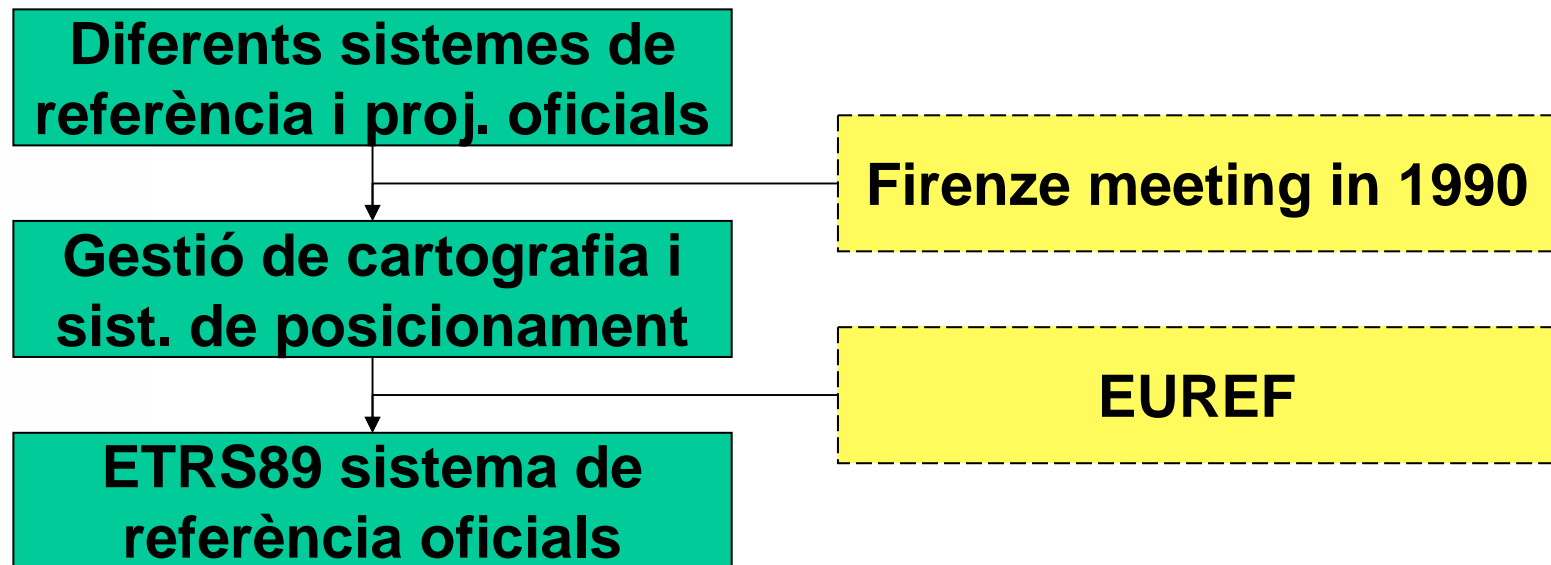 Diferents sistemes de
referència i proj. oficials
Firenze meeting in 1990
Gestió de cartografia i
sist. de posicionament
EUREF
ETRS89 sistema de
referència oficials